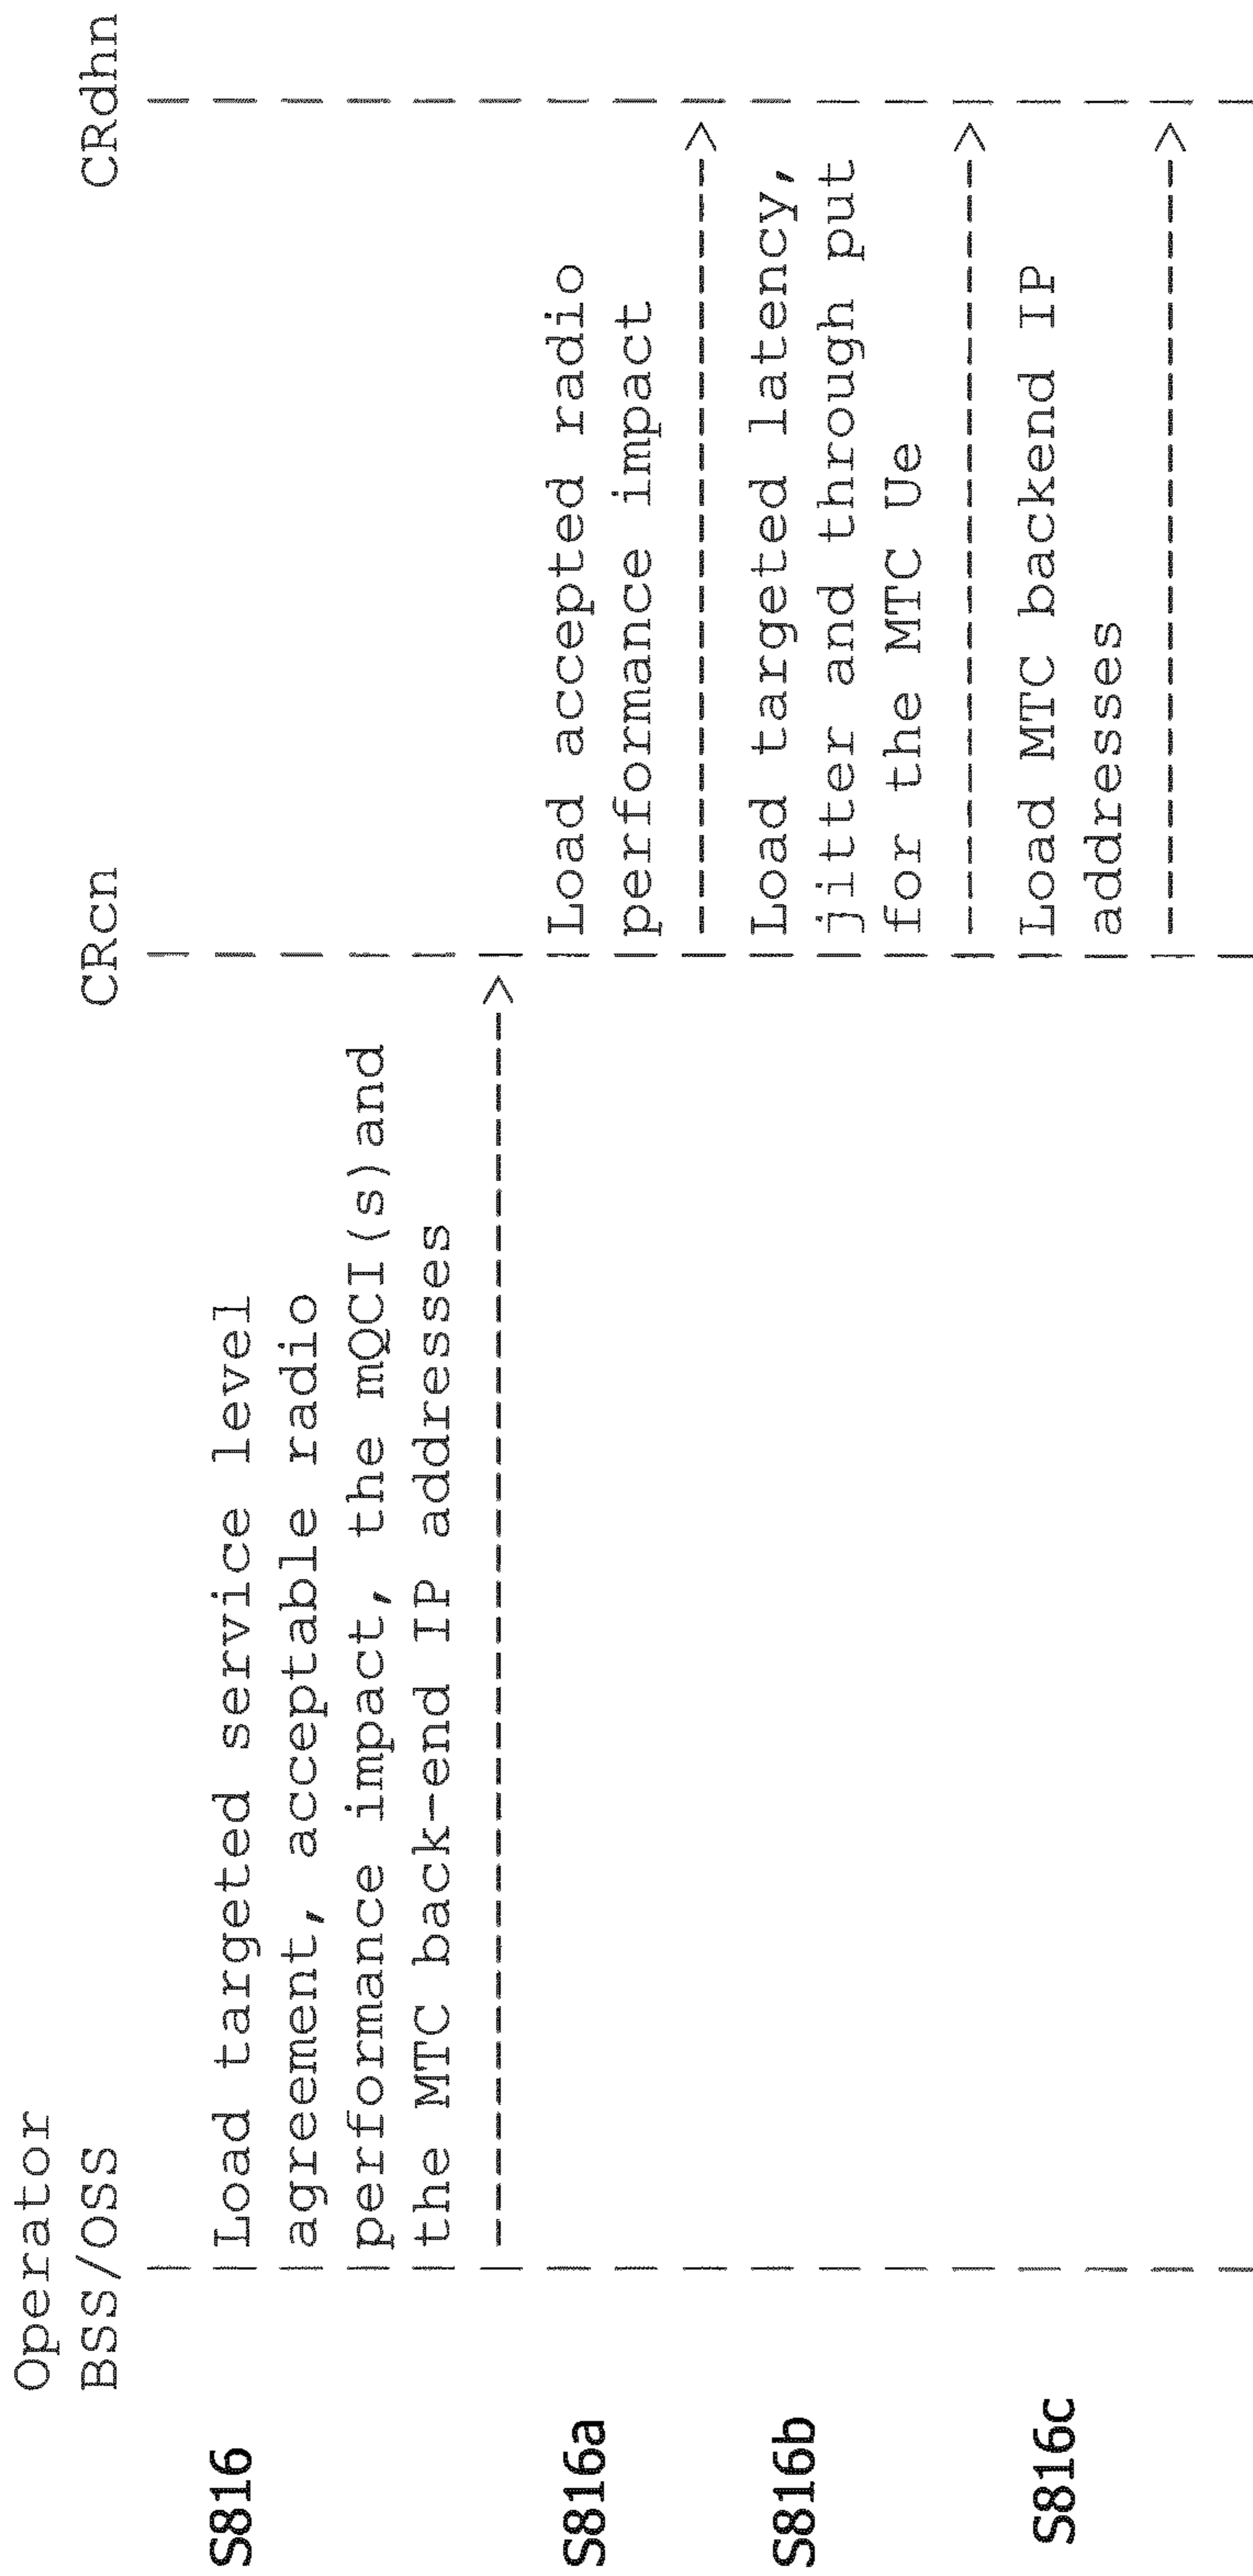 Operator
BSS/OSS
CRcn
CRdhn
S816
Load targeted service level
agreement, acceptable radio
performance impact, the mQCI(s)and
the MTC back-end IP addresses
S816a
Load accepted radio
performance impact
S816b
Load targeted latency,
jitter and through put
for the MTC Ue
S816c
Load MTC backend IP
addresses